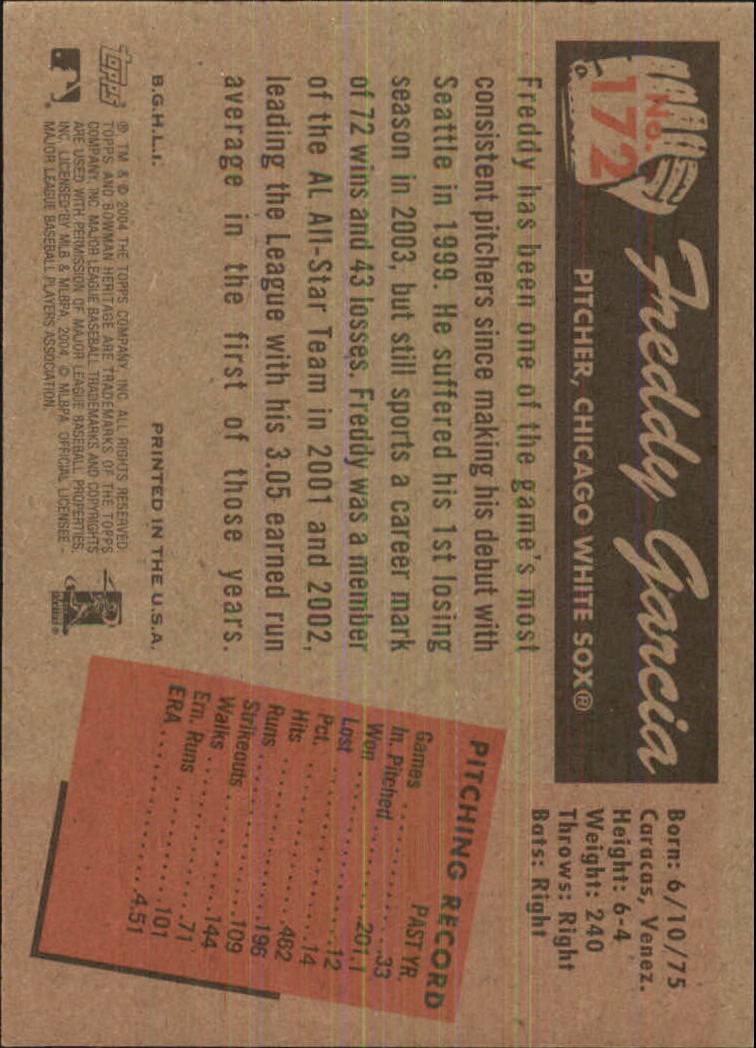 No.
172
Freddy Garcia
PITCHER, CHICAGO WHITE SOX®
Born: 6/10/75
Caracas, Venez.
Height: 6-4
Weight: 240
Throws: Right
Bats: Right
Freddy has been one of the game's most
consistent pitchers since making his debut with
Seattle in 1999. He suffered his 1st losing
season in 2003, but still sports a career mark
of 72 wins and 43 losses. Freddy was a member
of the AL All-Star Team in 2001 and 2002,
leading the League with his 3.05 earned run
average in the first of those years.
PITCHING RECORD
PAST YR.
Games ..........33
In. Pitched ..........201.1
Won ..........12
Lost ..........14
Pct. ..........462
Hits ..........196
Runs ..........109
Strikeouts ..........144
Walks ..........71
Ern. Runs ..........101
ERA ..........4.51
B.G.H.L.I. PRINTED IN THE U.S.A.
TOPPS
® TM & © 2004 THE TOPPS COMPANY, INC. ALL RIGHTS RESERVED.
TOPPS AND BOWMAN HERITAGE ARE TRADEMARKS OF THE TOPPS
COMPANY, INC. MAJOR LEAGUE BASEBALL TRADEMARKS AND COPYRIGHTS
ARE USED WITH PERMISSION OF MAJOR LEAGUE BASEBALL PROPERTIES,
INC. LICENSED BY MLB & MLBPA 2004. © MLBPA. OFFICIAL LICENSEE -
MAJOR LEAGUE BASEBALL PLAYERS ASSOCIATION.